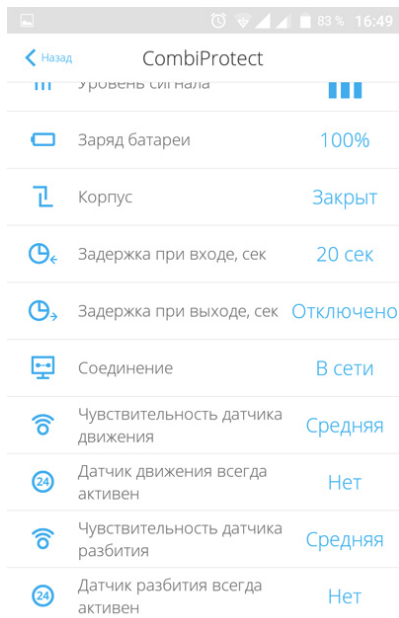 83 % 16:49
Назад CombiProtect
Уровень сигнала
Заряд батареи 100%
Корпус Закрыт
Задержка при входе, сек 20 сек
Задержка при выходе, сек Отключено
Соединение В сети
Чувствительность датчика
движения Средняя
24 Датчик движения всегда
активен Нет
Чувствительность датчика
разбития Средняя
24 Датчик разбития всегда
активен Нет